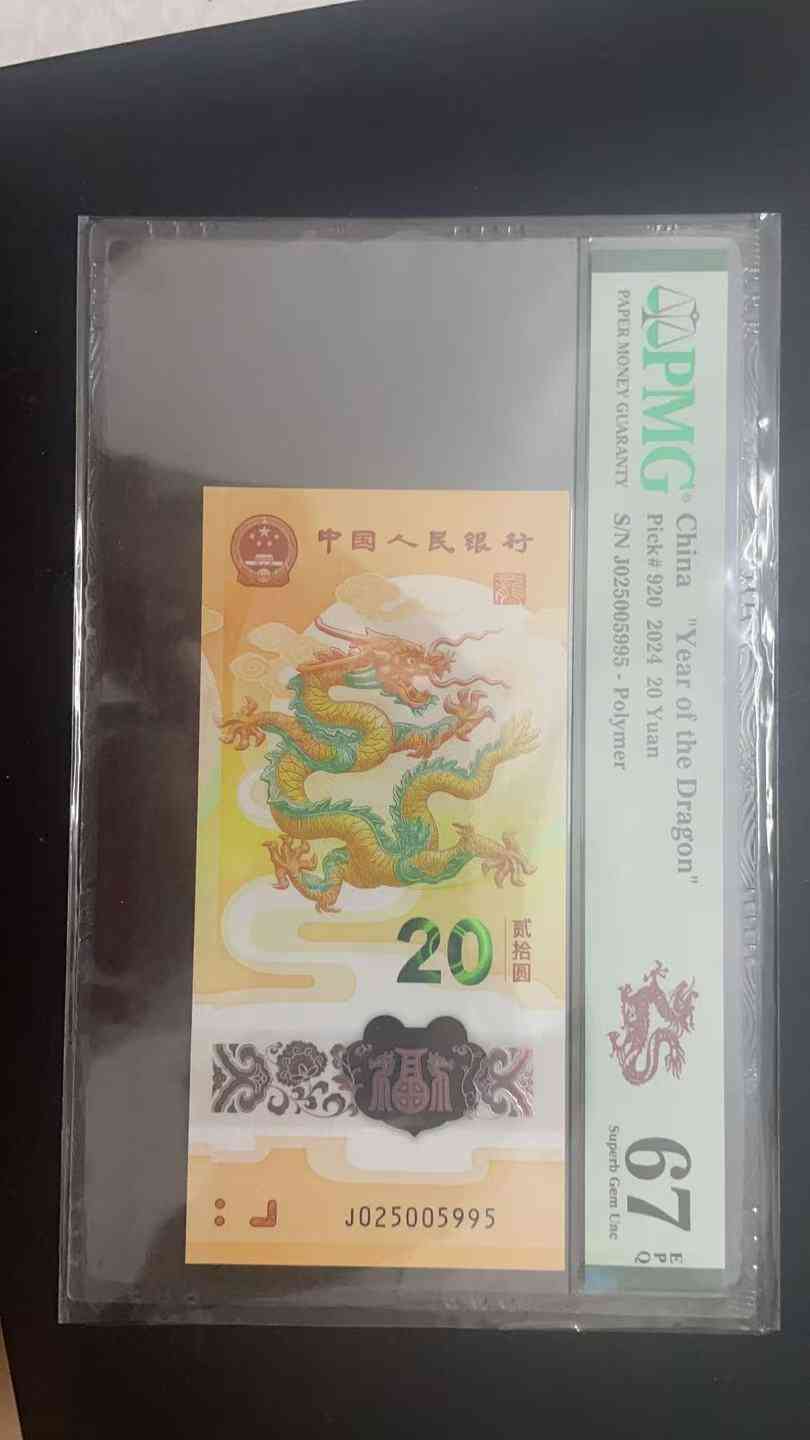 PMG®
PAPER MONEY GUARANTY
China "Year of the Dragon"
Pick# 920 2024 20 Yuan
S/N J025005995 - Polymer
67
EPQ
Superb Gem Unc
中国人民银行
20
贰拾圆
福
J025005995